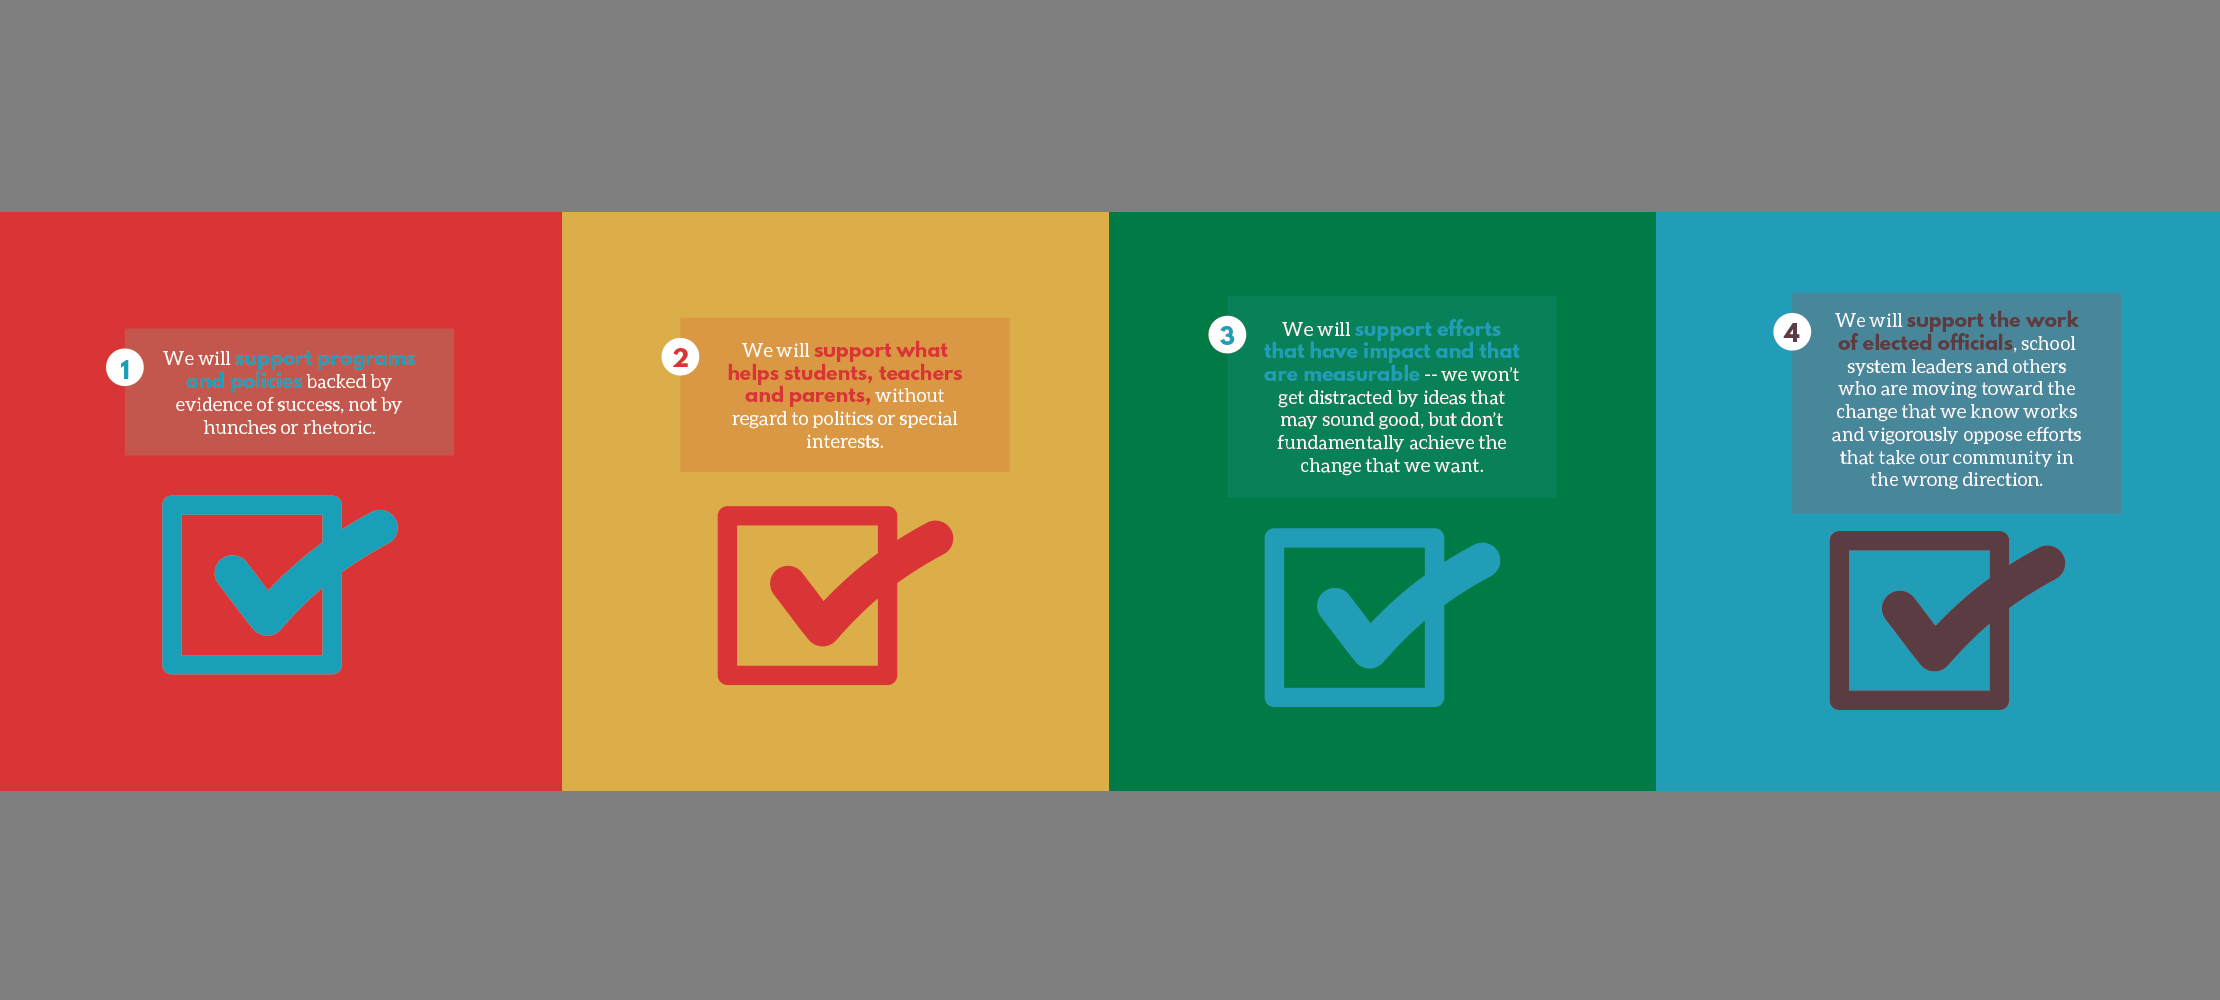 1
We will support programs
and policies backed by
evidence of success, not by
hunches or rhetoric.
2
We will support what
helps students, teachers
and parents, without
regard to politics or special
interests.
3
We will support efforts
that have impact and that
are measurable -- we won't
get distracted by ideas that
may sound good, but don't
fundamentally achieve the
change that we want.
4
We will support the work
of elected officials, school
system leaders and others
who are moving toward the
change that we know works
and vigorously oppose efforts
that take our community in
the wrong direction.